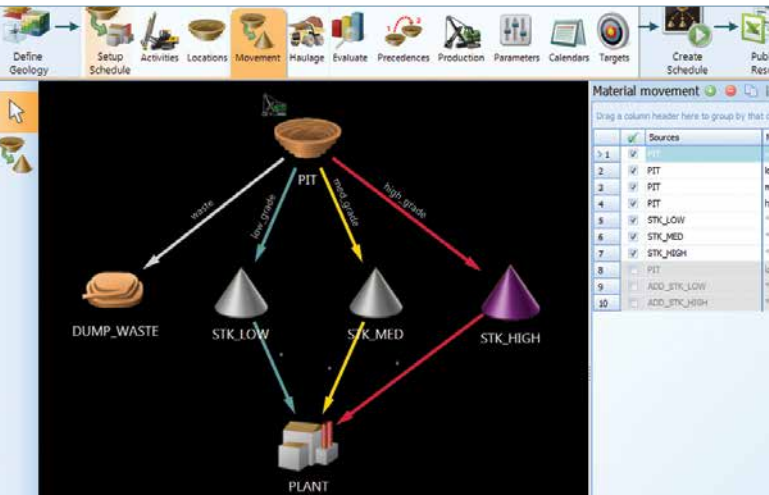 Define Geology
Setup Schedule
Activities
Locations
Movement
Haulage
Evaluate
Precedences
Production
Parameters
Calendars
Targets
Create Schedule
Material movement
Drag a column header here to group by that
Sources
> 1 PIT
2 PIT
3 PIT
4 PIT
5 STK_LOW
6 STK_MED
7 STK_HIGH
8 PIT
9 ADD_STK_LOW
10 ADD_STK_HIGH
PIT
waste
low_grade
med_grade
high_grade
DUMP_WASTE
STK_LOW
STK_MED
STK_HIGH
PLANT